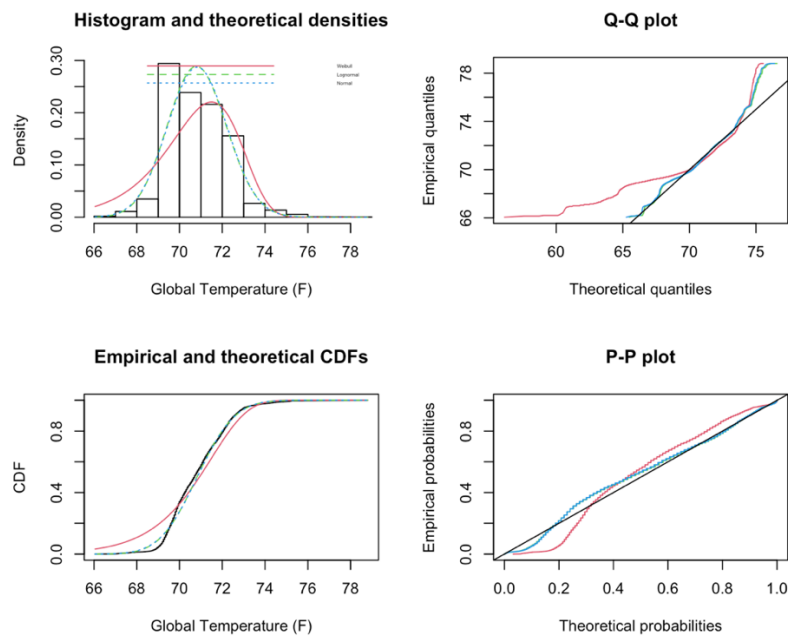 Histogram and theoretical densities
Density
0.00 0.10 0.20 0.30
Weibull
Lognormal
Normal
66 68 70 72 74 76 78
Global Temperature (F)
Q-Q plot
Empirical quantiles
66 70 74 78
60 65 70 75
Theoretical quantiles
Empirical and theoretical CDFs
CDF
0.0 0.4 0.8
66 68 70 72 74 76 78
Global Temperature (F)
P-P plot
Empirical probabilities
0.0 0.4 0.8
0.0 0.2 0.4 0.6 0.8 1.0
Theoretical probabilities